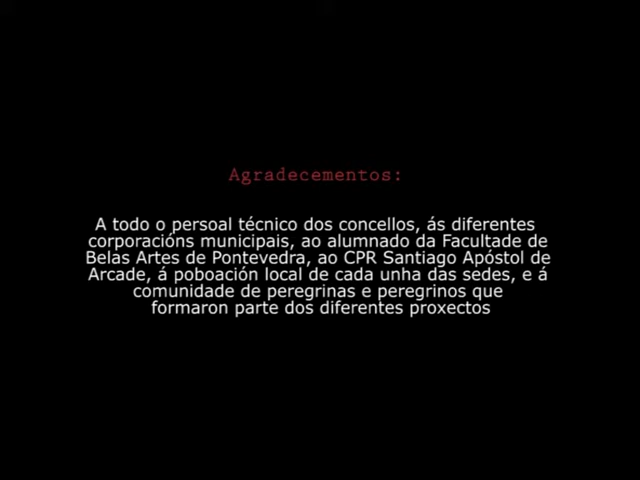 Agradecementos:
A todo o persoal técnico dos concellos, ás diferentes
corporacións municipais, ao alumnado da Facultade de
Belas Artes de Pontevedra, ao CPR Santiago Apóstol de
Arcade, á poboación local de cada unha das sedes, e á
comunidade de peregrinas e peregrinos que
formaron parte dos diferentes proxectos